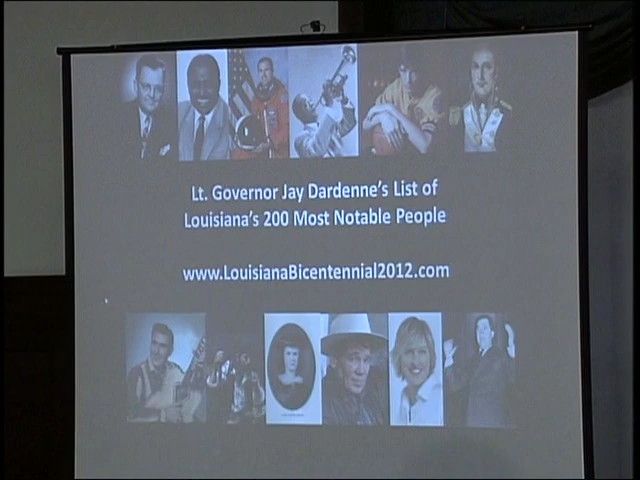 Lt. Governor Jay Dardenne's List of
Louisiana's 200 Most Notable People
www.LouisianaBicentennial2012.com